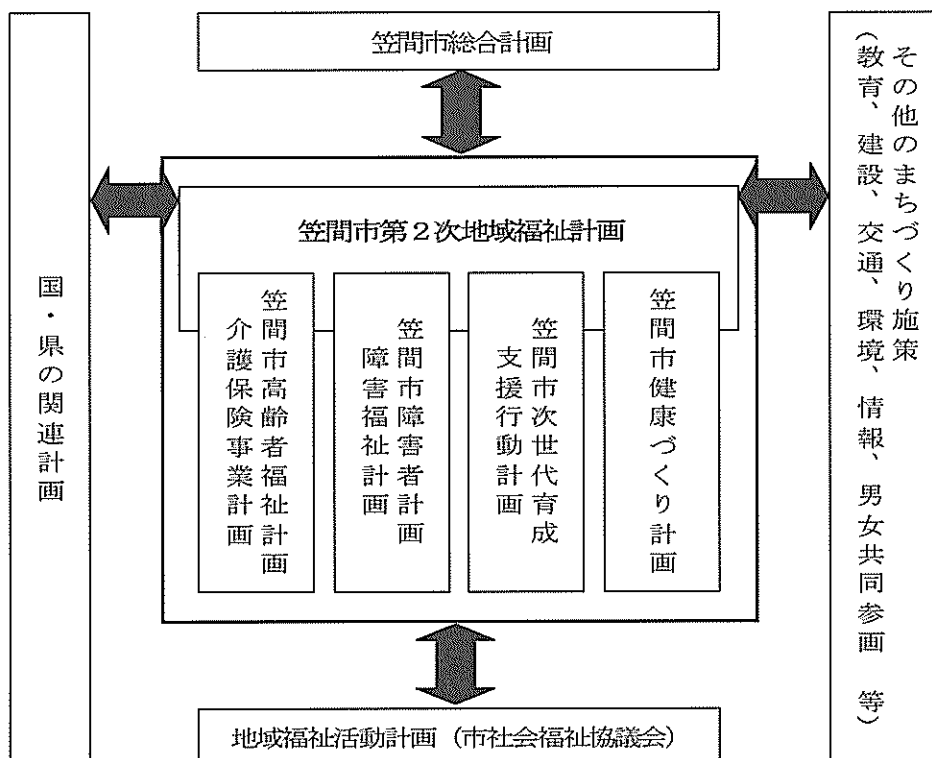 笠間市総合計画
国・県の関連計画
笠間市第２次地域福祉計画
笠間市高齢者福祉計画
介護保険事業計画
笠間市障害者計画
障害福祉計画
笠間市次世代育成
支援行動計画
笠間市健康づくり計画
その他のまちづくり施策
（教育、建設、交通、環境、情報、男女共同参画　等）
地域福祉活動計画（市社会福祉協議会）